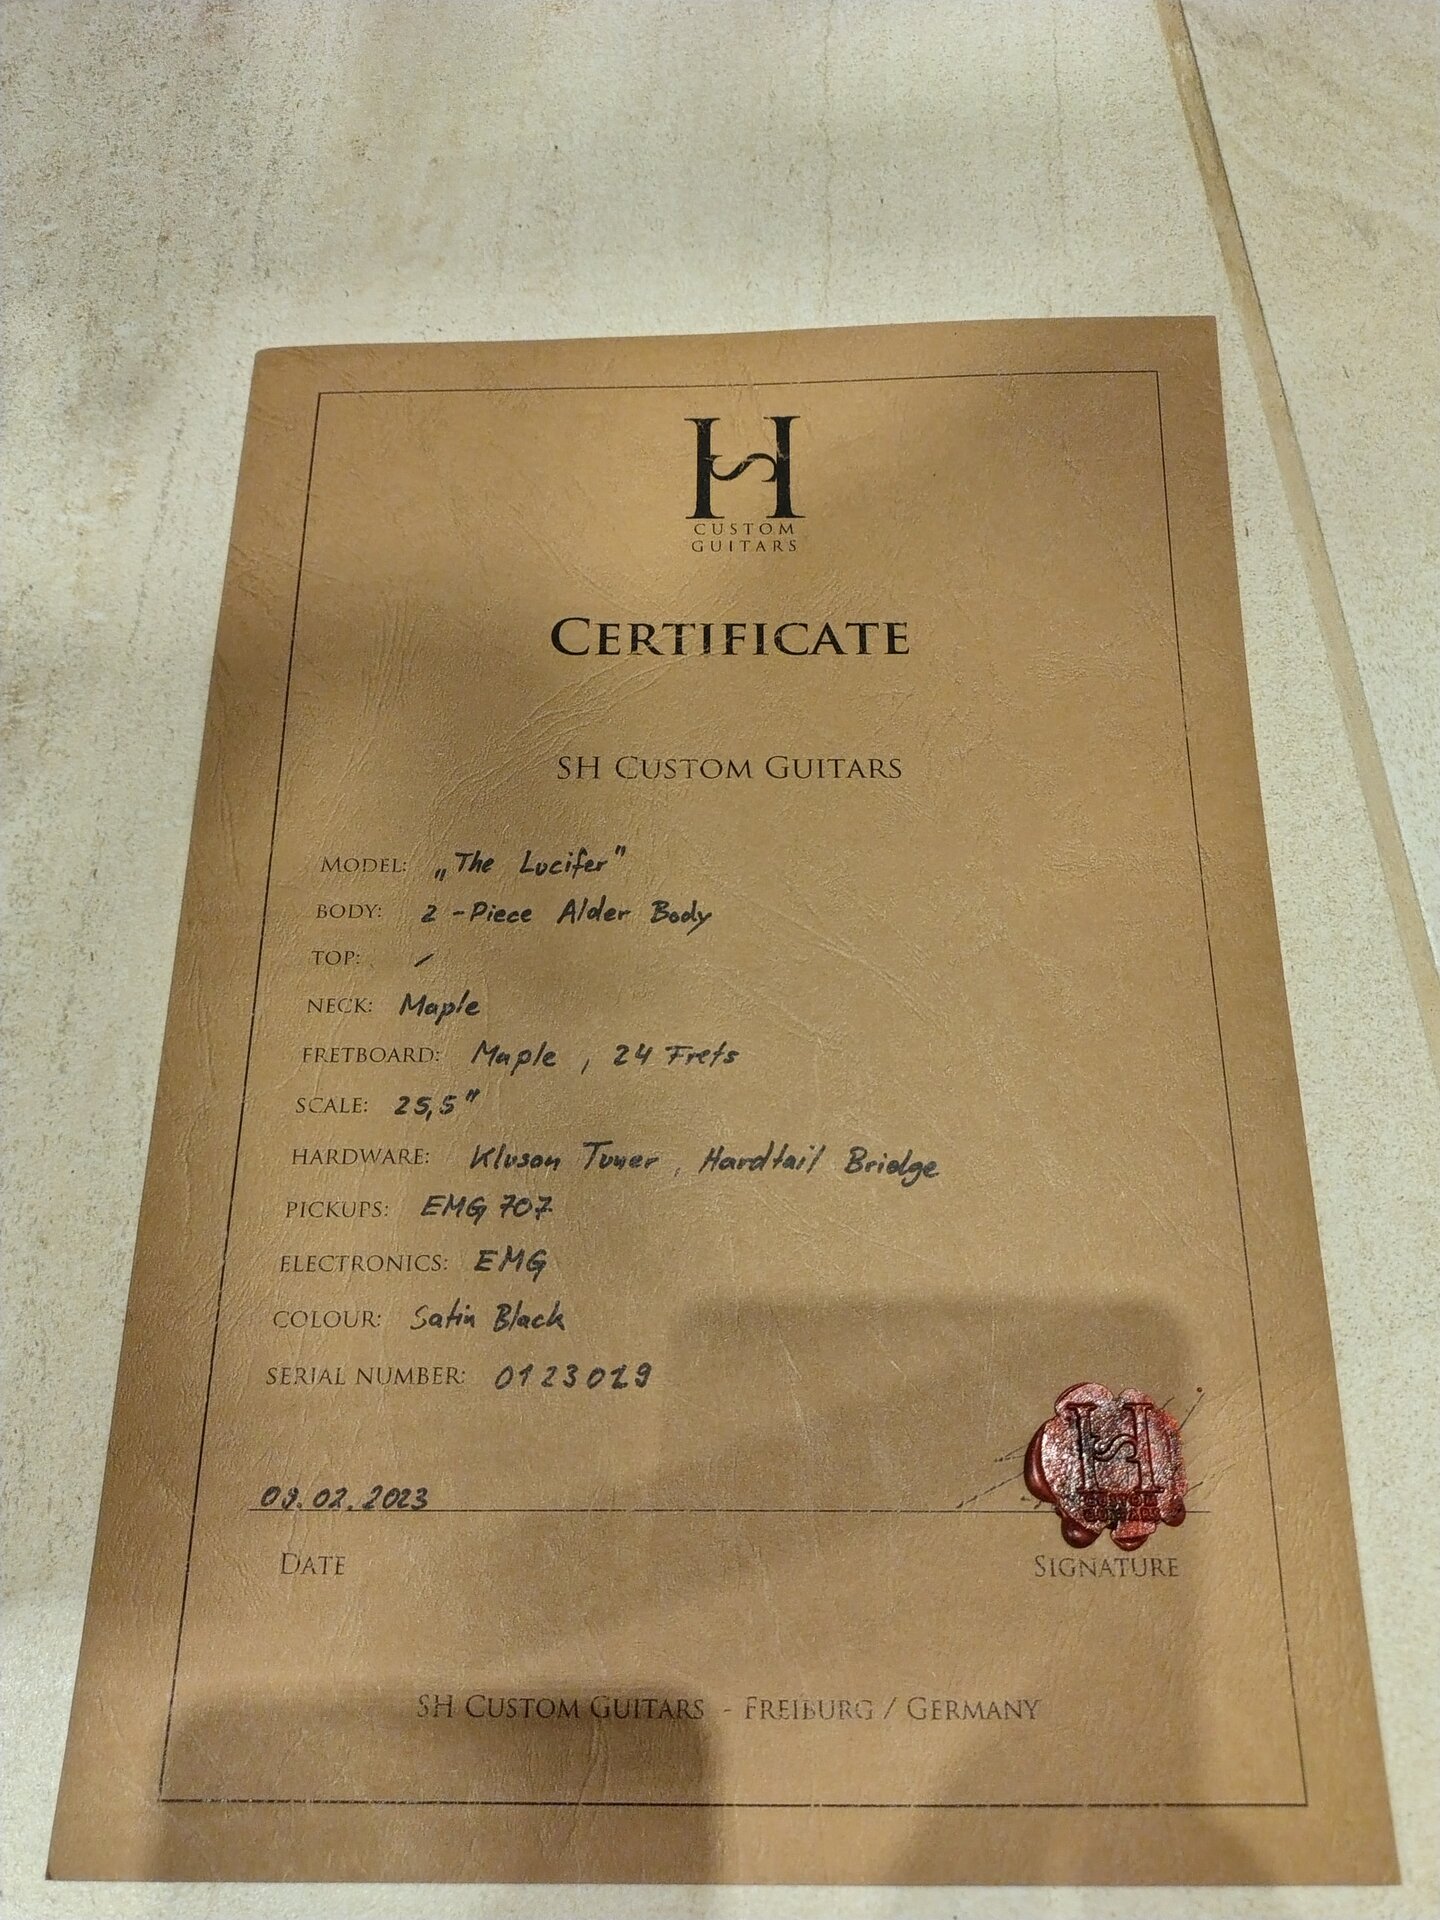 H
CUSTOM
GUITARS
CERTIFICATE
SH CUSTOM GUITARS
MODEL: „The Lucifer"
BODY: 2-Piece Alder Body
TOP: /
NECK: Maple
FRETBOARD: Maple, 24 Frets
SCALE: 25,5"
HARDWARE: Kluson Tuner, Hardtail Bridge
PICKUPS: EMG 707
ELECTRONICS: EMG
COLOUR: Satin Black
SERIAL NUMBER: 0123029
H
CUSTOM
GUITARS
09.02.2023
DATE
SIGNATURE
SH CUSTOM GUITARS - FREIBURG / GERMANY